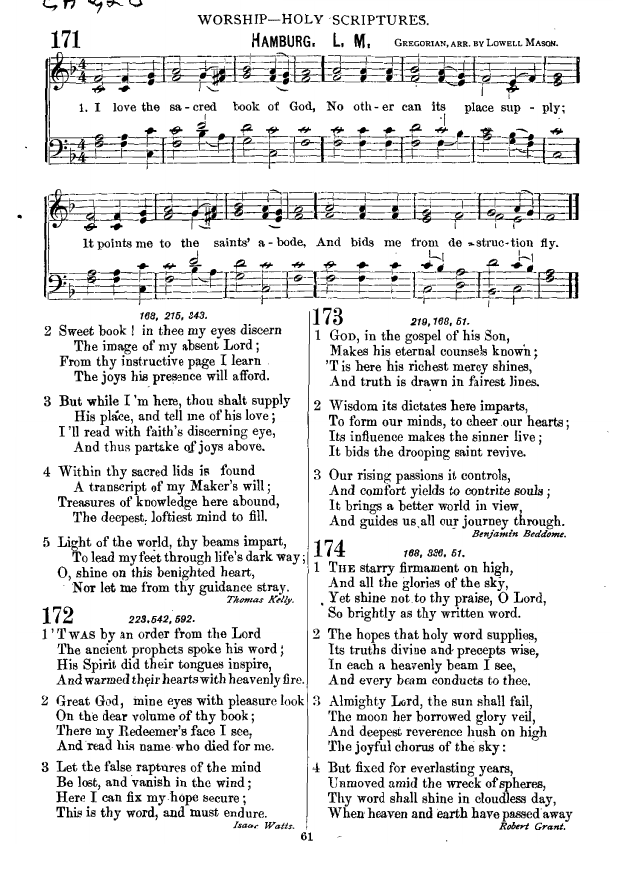 WORSHIP—HOLY SCRIPTURES.
171 HAMBURG. L. M. GREGORIAN, ARR. BY LOWELL MASON.
1. I love the sa-cred book of God, No oth-er can its place sup-ply;
It points me to the saints' a-bode, And bids me from de-struc-tion fly.
168, 215, 343.
2 Sweet book! in thee my eyes discern
The image of my absent Lord;
From thy instructive page I learn
The joys his presence will afford.
3 But while I'm here, thou shalt supply
His place, and tell me of his love;
I'll read with faith's discerning eye,
And thus partake of joys above.
4 Within thy sacred lids is found
A transcript of my Maker's will;
Treasures of knowledge here abound,
The deepest, loftiest mind to fill.
5 Light of the world, thy beams impart,
To lead my feet through life's dark way;
O, shine on this benighted heart,
Nor let me from thy guidance stray.
Thomas Kelly.
172 223, 542, 592.
1 'TWAS by an order from the Lord
The ancient prophets spoke his word;
His Spirit did their tongues inspire,
And warmed their hearts with heavenly fire.
2 Great God, mine eyes with pleasure look
On the dear volume of thy book;
There my Redeemer's face I see,
And read his name who died for me.
3 Let the false raptures of the mind
Be lost, and vanish in the wind;
Here I can fix my hope secure;
This is thy word, and must endure.
Isaac Watts.
173 219, 168, 51.
1 GOD, in the gospel of his Son,
Makes his eternal counsels known;
'T is here his richest mercy shines,
And truth is drawn in fairest lines.
2 Wisdom its dictates here imparts,
To form our minds, to cheer our hearts;
Its influence makes the sinner live;
It bids the drooping saint revive.
3 Our rising passions it controls,
And comfort yields to contrite souls;
It brings a better world in view,
And guides us all our journey through.
Benjamin Beddome.
174 168, 336, 51.
1 THE starry firmament on high,
And all the glories of the sky,
Yet shine not to thy praise, O Lord,
So brightly as thy written word.
2 The hopes that holy word supplies,
Its truths divine and precepts wise,
In each a heavenly beam I see,
And every beam conducts to thee.
3 Almighty Lord, the sun shall fail,
The moon her borrowed glory veil,
And deepest reverence hush on high
The joyful chorus of the sky:
4 But fixed for everlasting years,
Unmoved amid the wreck of spheres,
Thy word shall shine in cloudless day,
When heaven and earth have passed away
Robert Grant.
61